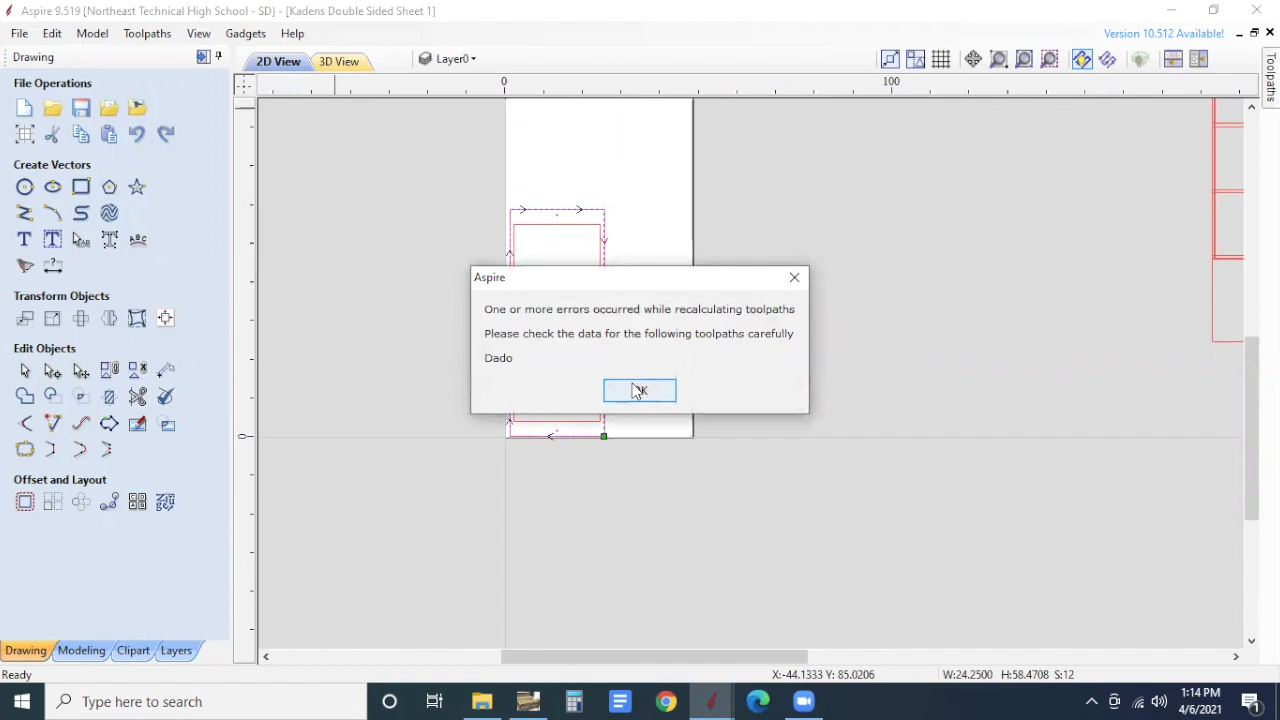 Aspire 9.519 {Northeast Technical High School - SD} - [Kadens Double Sided Sheet 1]
File Edit Model Toolpaths View Gadgets Help
Version 10.512 Available!
Drawing
2D View
3D View
Layer0
Toolpaths
File Operations
0
100
Create Vectors
Transform Objects
Edit Objects
Offset and Layout
Aspire
One or more errors occurred while recalculating toolpaths
Please check the data for the following toolpaths carefully
Dado
0
Drawing Modeling Clipart Layers
Ready
X:-44.1333 Y: 85.0206
W:24.2500 H:58.4708 S:12
Type here to search
1:14 PM
4/6/2021